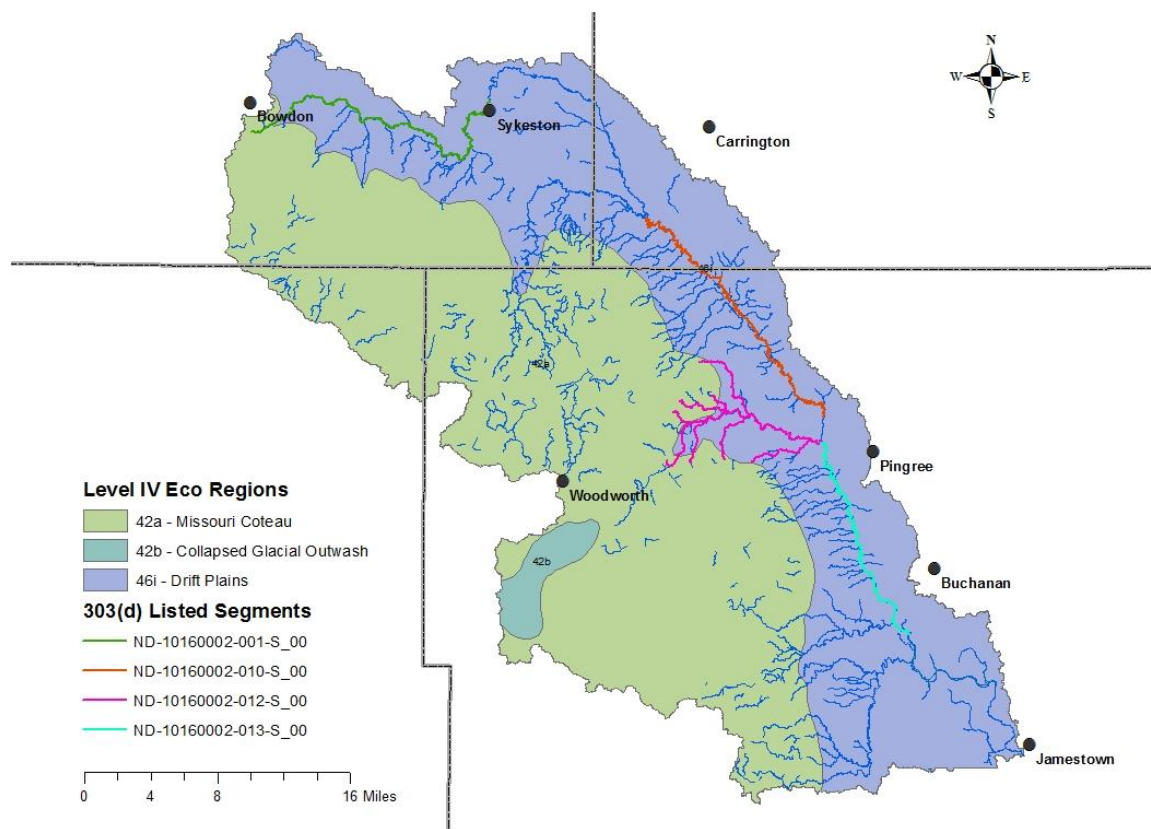 N
W E
S
Bowdon
Sykeston
Carrington
46i
42a
Pingree
Woodworth
42b
Buchanan
Jamestown
Level IV Eco Regions
42a - Missouri Coteau
42b - Collapsed Glacial Outwash
46i - Drift Plains
303(d) Listed Segments
ND-10160002-001-S_00
ND-10160002-010-S_00
ND-10160002-012-S_00
ND-10160002-013-S_00
0 4 8 16 Miles